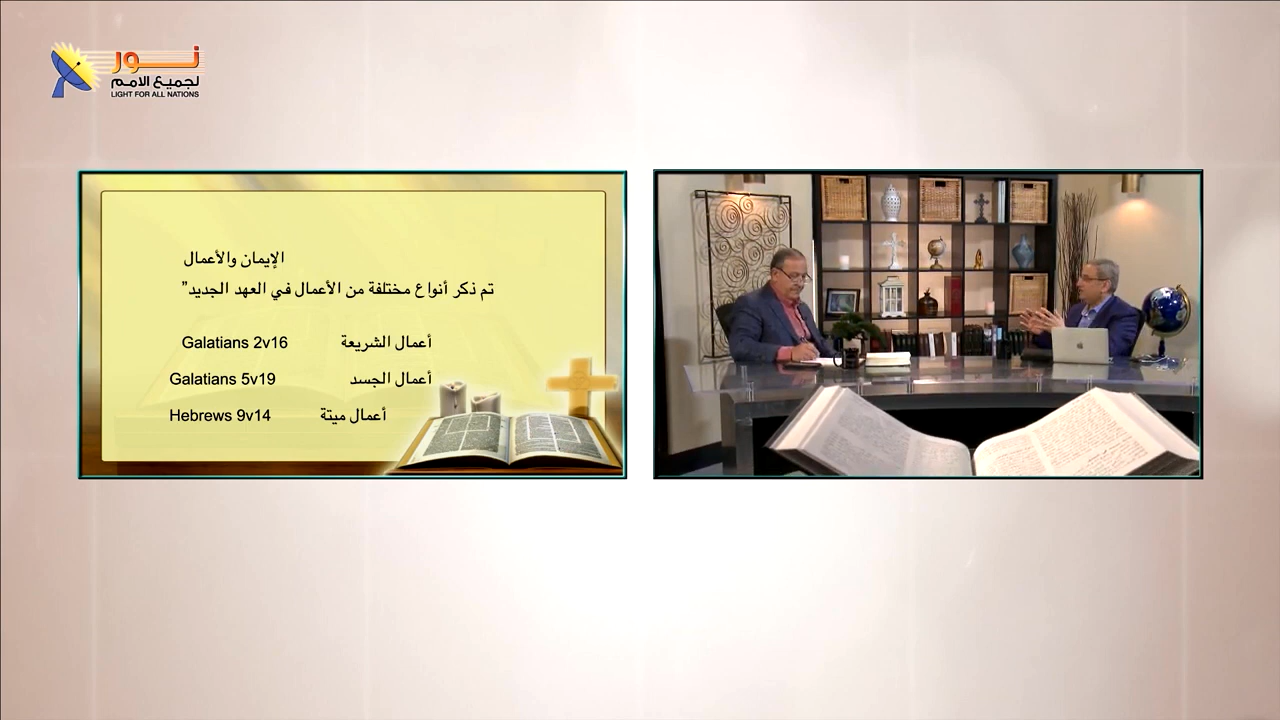 نور
لجميع الامم
LIGHT FOR ALL NATIONS
الإيمان والأعمال
تم ذكر أنواع مختلفة من الأعمال في العهد الجديد"
أعمال الشريعة Galatians 2v16
أعمال الجسد Galatians 5v19
أعمال ميتة Hebrews 9v14